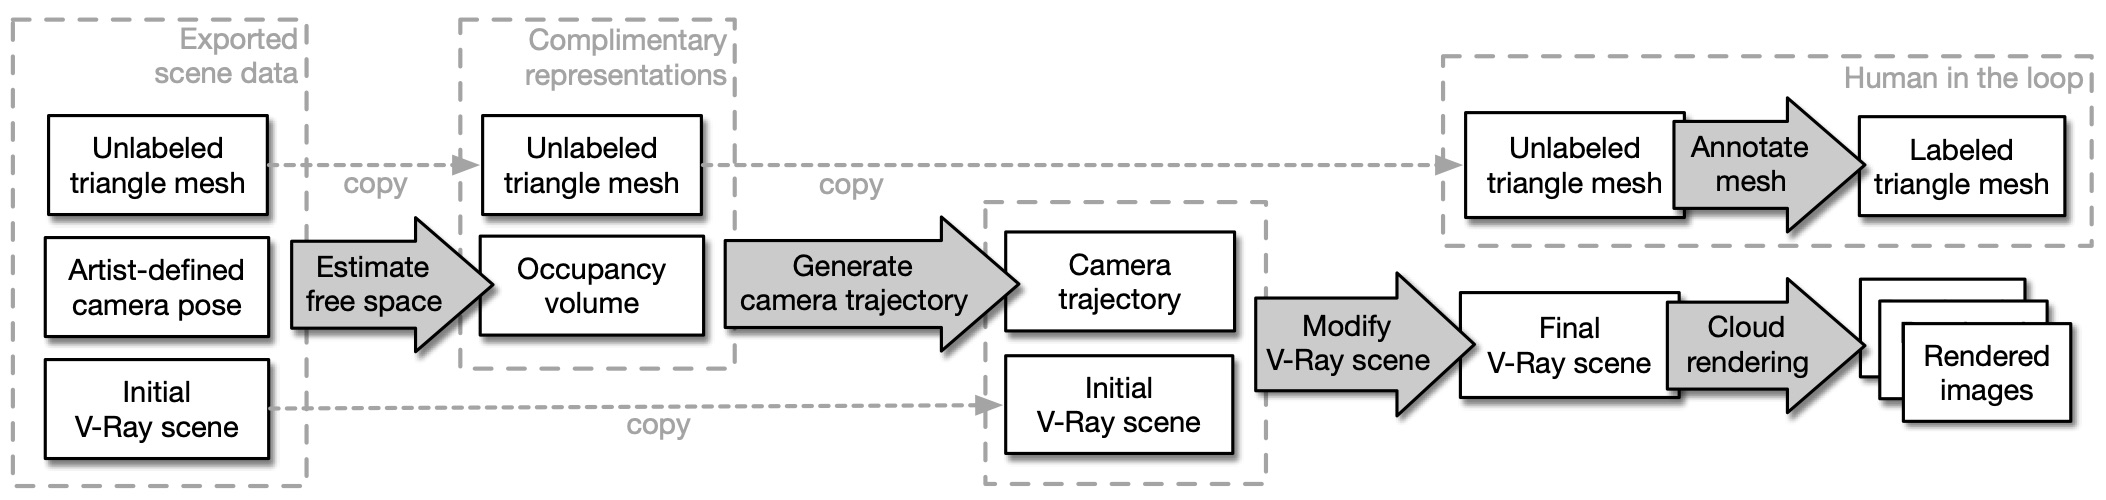 Exported
scene data
Unlabeled
triangle mesh
Artist-defined
camera pose
Initial
V-Ray scene
copy
Estimate
free space
Complimentary
representations
Unlabeled
triangle mesh
Occupancy
volume
copy
copy
Generate
camera trajectory
Camera
trajectory
Initial
V-Ray scene
Modify
V-Ray scene
Human in the loop
Unlabeled
triangle mesh
Annotate
mesh
Labeled
triangle mesh
Final
V-Ray scene
Cloud
rendering
Rendered
images